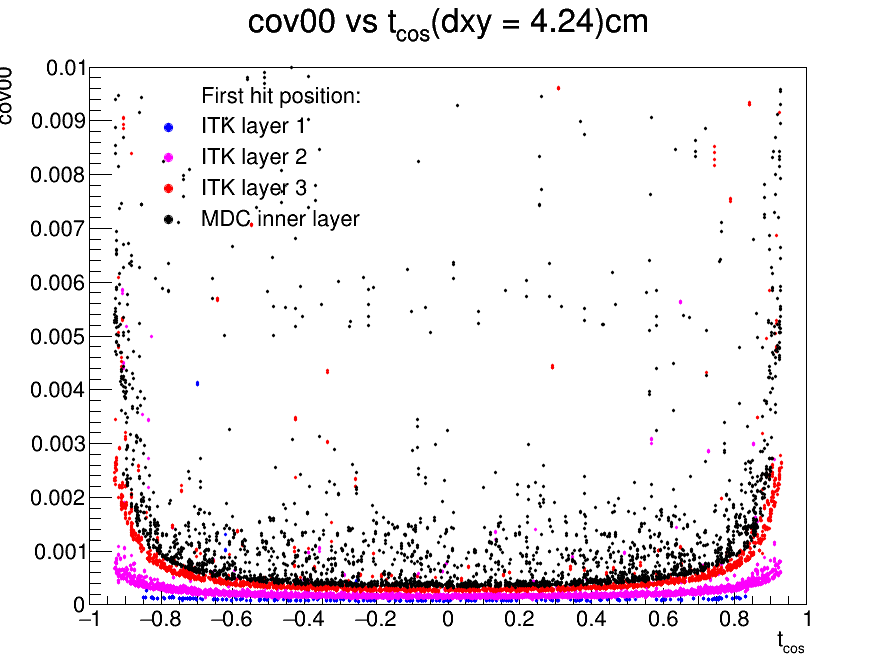 cov00 vs t_cos(dxy = 4.24)cm
cov00
0.01
0.009
0.008
0.007
0.006
0.005
0.004
0.003
0.002
0.001
0
First hit position:
ITK layer 1
ITK layer 2
ITK layer 3
MDC inner layer
−1 −0.8 −0.6 −0.4 −0.2 0 0.2 0.4 0.6 0.8 1
t_cos